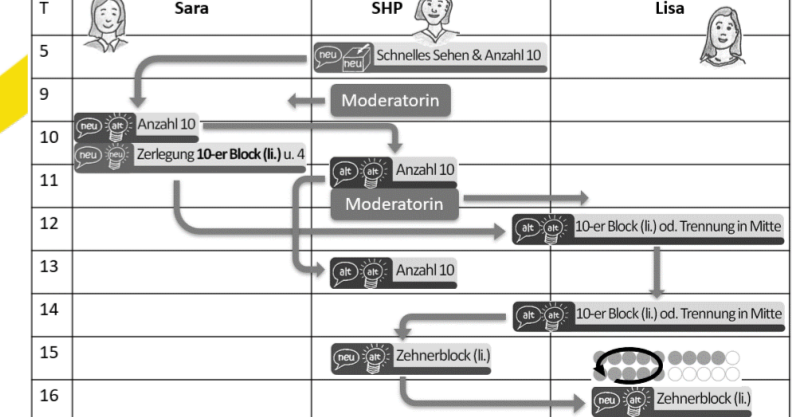 T Sara SHP Lisa
5 neu neu Schnelles Sehen & Anzahl 10
9 Moderatorin
neu alt Anzahl 10
10
neu neu Zerlegung 10-er Block (li.) u. 4
11 alt alt Anzahl 10
Moderatorin
12 alt alt 10-er Block (li.) od. Trennung in Mitte
13 alt alt Anzahl 10
14 alt alt 10-er Block (li.) od. Trennung in Mitte
15 neu alt Zehnerblock (li.)
16 neu alt Zehnerblock (li.)